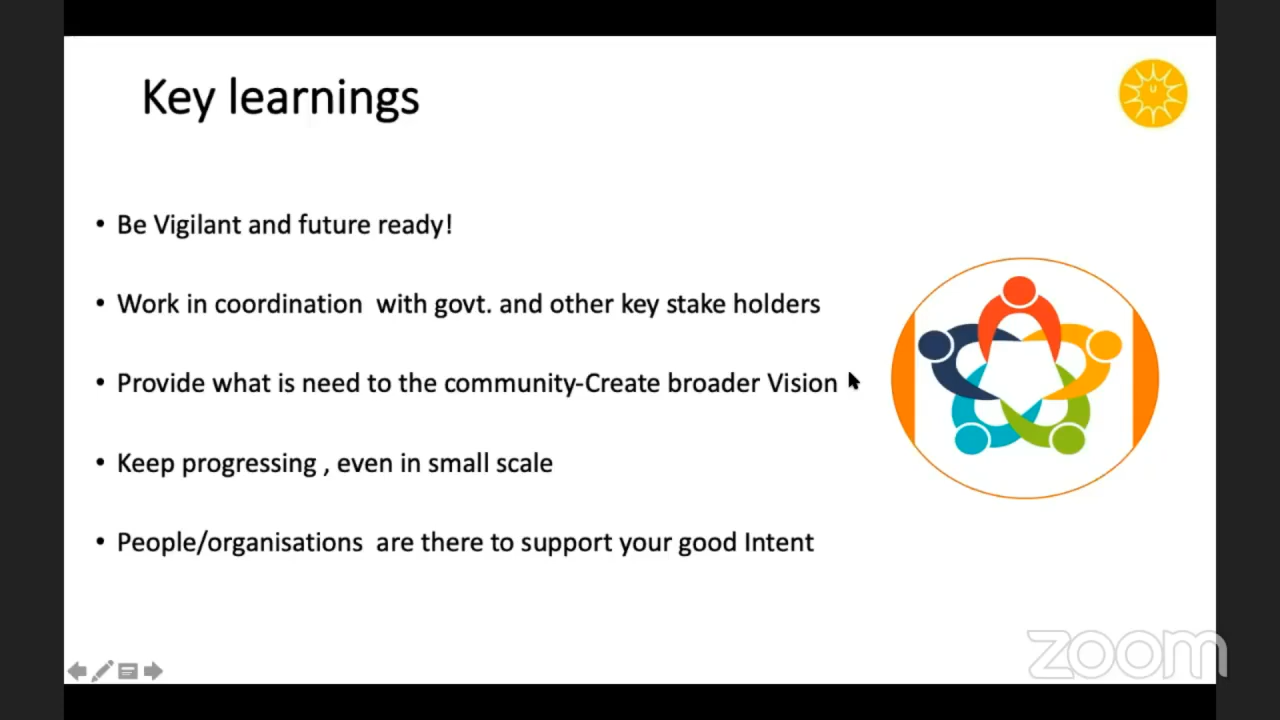 Key learnings
U
• Be Vigilant and future ready!
• Work in coordination  with govt. and other key stake holders
• Provide what is need to the community-Create broader Vision
• Keep progressing , even in small scale
• People/organisations  are there to support your good Intent
zoom